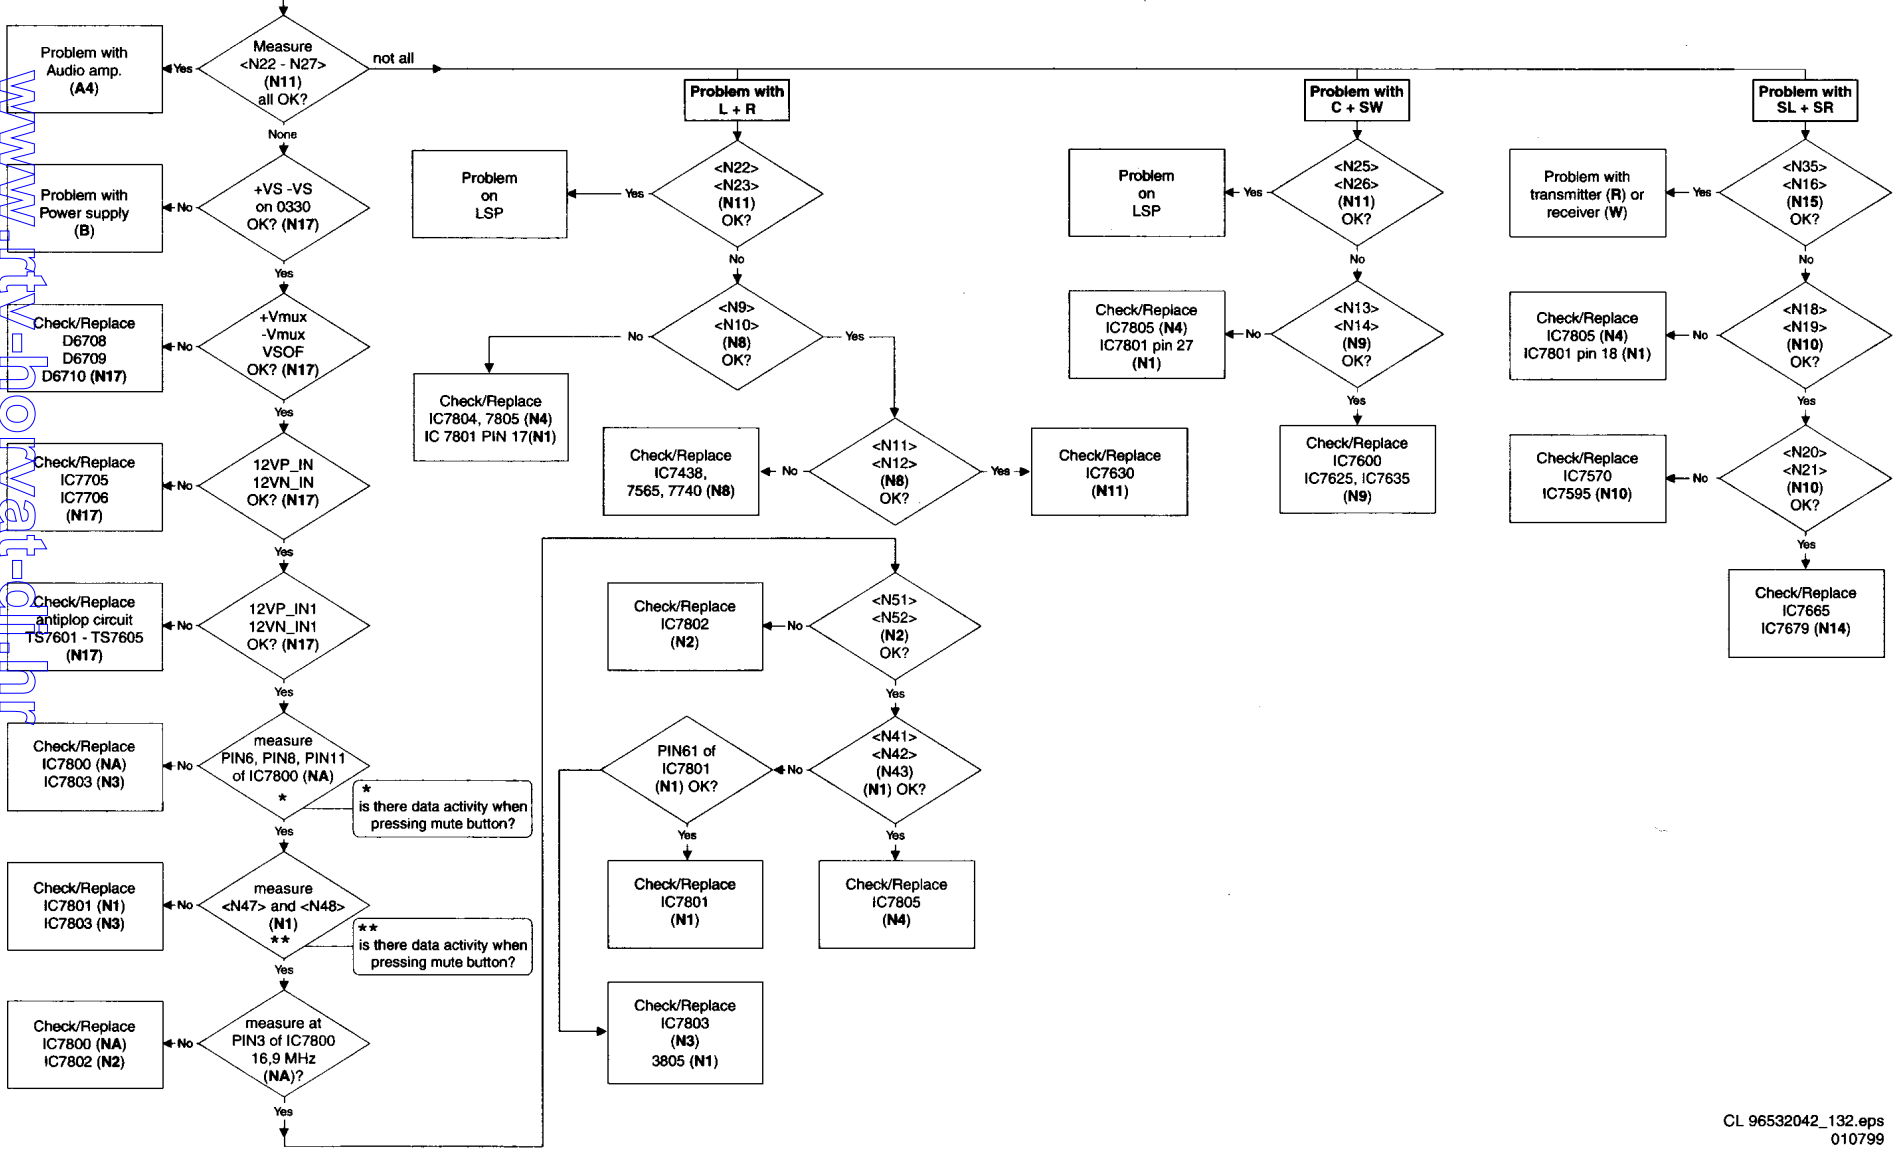 Measure
<N22 - N27>
(N11)
all OK?
Yes
Problem with
Audio amp.
(A4)
not all
None
+VS -VS
on 0330
OK? (N17)
No
Problem with
Power supply
(B)
Yes
+Vmux
-Vmux
VSOF
OK? (N17)
No
Check/Replace
D6708
D6709
D6710 (N17)
Yes
12VP_IN
12VN_IN
OK? (N17)
No
Check/Replace
IC7705
IC7706
(N17)
Yes
12VP_IN1
12VN_IN1
OK? (N17)
No
Check/Replace
antiplop circuit
TS7601 - TS7605
(N17)
Yes
measure
PIN6, PIN8, PIN11
of IC7800 (NA)
*
No
Check/Replace
IC7800 (NA)
IC7803 (N3)
*
is there data activity when
pressing mute button?
Yes
measure
<N47> and <N48>
(N1)
**
No
Check/Replace
IC7801 (N1)
IC7803 (N3)
**
is there data activity when
pressing mute button?
Yes
measure at
PIN3 of IC7800
16,9 MHz
(NA)?
No
Check/Replace
IC7800 (NA)
IC7802 (N2)
Yes
Problem with
L + R
<N22>
<N23>
(N11)
OK?
Yes
Problem
on
LSP
No
<N9>
<N10>
(N8)
OK?
No
Check/Replace
IC7804, 7805 (N4)
IC 7801 PIN 17(N1)
Yes
<N11>
<N12>
(N8)
OK?
No
Check/Replace
IC7438,
7565, 7740 (N8)
Yes
Check/Replace
IC7630
(N11)
<N51>
<N52>
(N2)
OK?
No
Check/Replace
IC7802
(N2)
Yes
<N41>
<N42>
(N43)
(N1) OK?
No
PIN61 of
IC7801
(N1) OK?
Yes
Check/Replace
IC7801
(N1)
Yes
Check/Replace
IC7805
(N4)
Check/Replace
IC7803
(N3)
3805 (N1)
Problem with
C + SW
<N25>
<N26>
(N11)
OK?
Yes
Problem
on
LSP
No
<N13>
<N14>
(N9)
OK?
No
Check/Replace
IC7805 (N4)
IC7801 pin 27
(N1)
Yes
Check/Replace
IC7600
IC7625, IC7635
(N9)
Problem with
SL + SR
<N35>
<N16>
(N15)
OK?
Yes
Problem with
transmitter (R) or
receiver (W)
No
<N18>
<N19>
(N10)
OK?
No
Check/Replace
IC7805 (N4)
IC7801 pin 18 (N1)
Yes
<N20>
<N21>
(N10)
OK?
No
Check/Replace
IC7570
IC7595 (N10)
Yes
Check/Replace
IC7665
IC7679 (N14)
CL 96532042_132.eps
010799
www.rtv-horvat-dj.hr